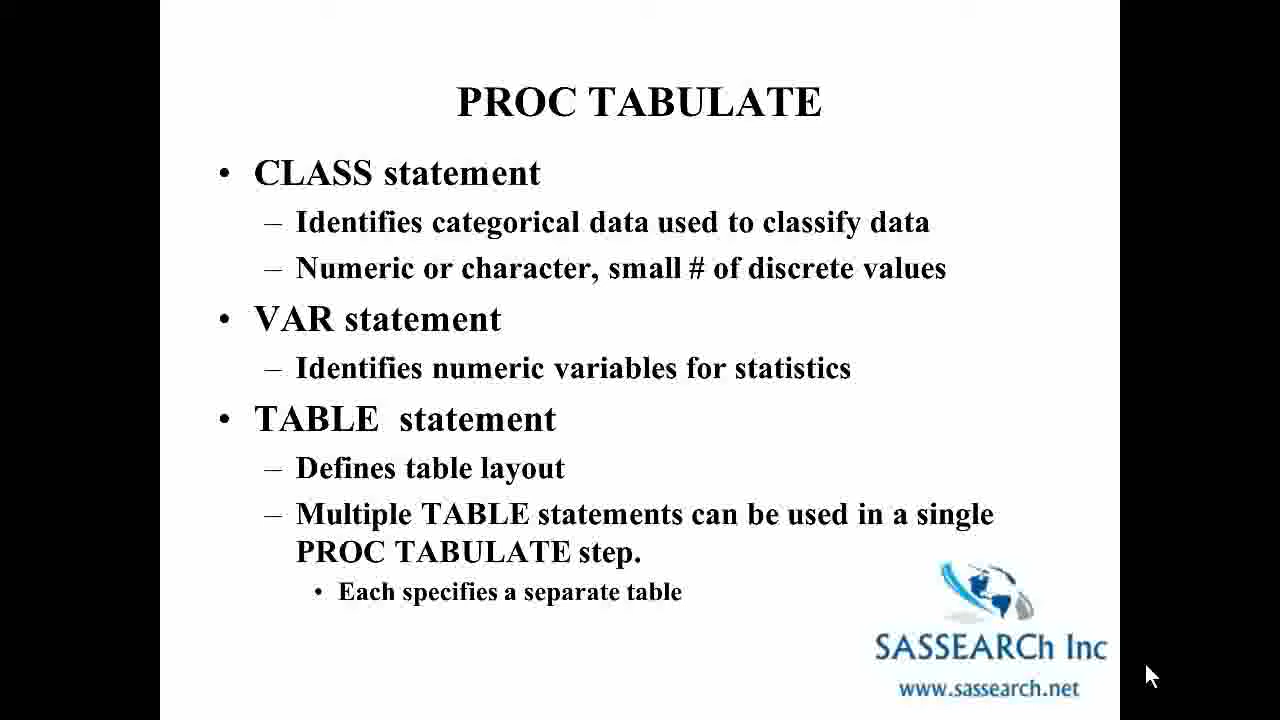 PROC TABULATE
• CLASS statement
– Identifies categorical data used to classify data
– Numeric or character, small # of discrete values
• VAR statement
– Identifies numeric variables for statistics
• TABLE statement
– Defines table layout
– Multiple TABLE statements can be used in a single
PROC TABULATE step.
• Each specifies a separate table
SASSEARCh Inc
www.sassearch.net